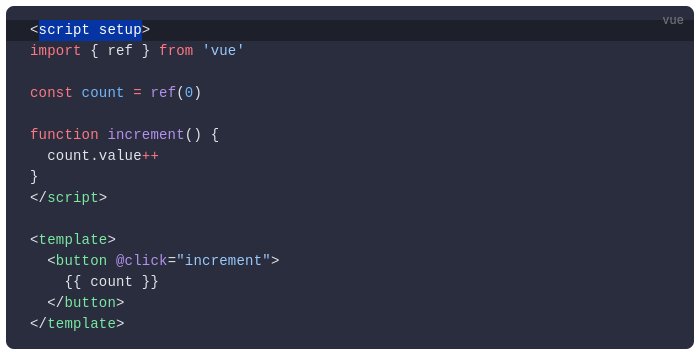 vue
<script setup>
import { ref } from 'vue'

const count = ref(0)

function increment() {
  count.value++
}
</script>

<template>
  <button @click="increment">
    {{ count }}
  </button>
</template>